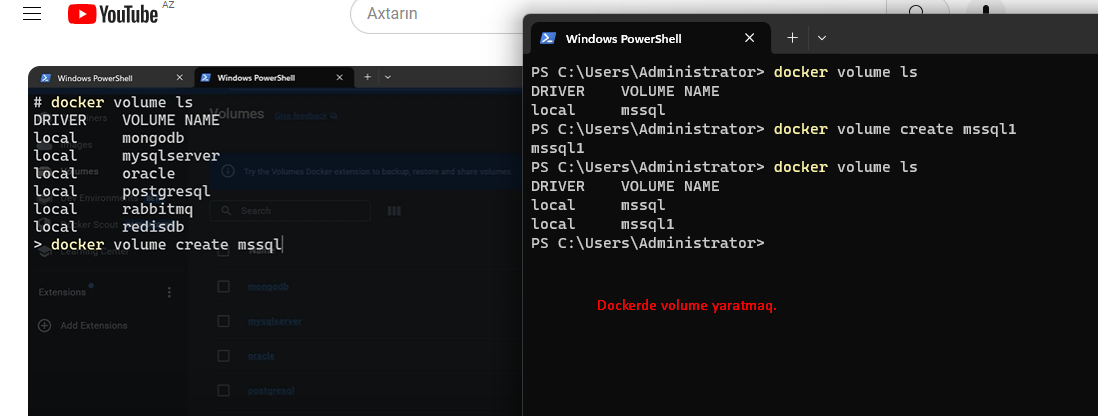 YouTube AZ
Axtarın
Windows PowerShell
Windows PowerShell
# docker volume ls
DRIVER VOLUME NAME
local mongodb
local mysqlserver
local oracle
local postgresql
local rabbitmq
local redisdb
> docker volume create mssql
Volumes
Give feedback
Images
Volumes
Try the Volumes Docker extension to backup, restore and share volumes.
Dev Environments
Search
Docker Scout
Learning Center
Extensions
Add Extensions
mongodb
mysqlserver
oracle
postgresql
Windows PowerShell
PS C:\Users\Administrator> docker volume ls
DRIVER VOLUME NAME
local mssql
PS C:\Users\Administrator> docker volume create mssql1
mssql1
PS C:\Users\Administrator> docker volume ls
DRIVER VOLUME NAME
local mssql
local mssql1
PS C:\Users\Administrator>
Dockerde volume yaratmaq.